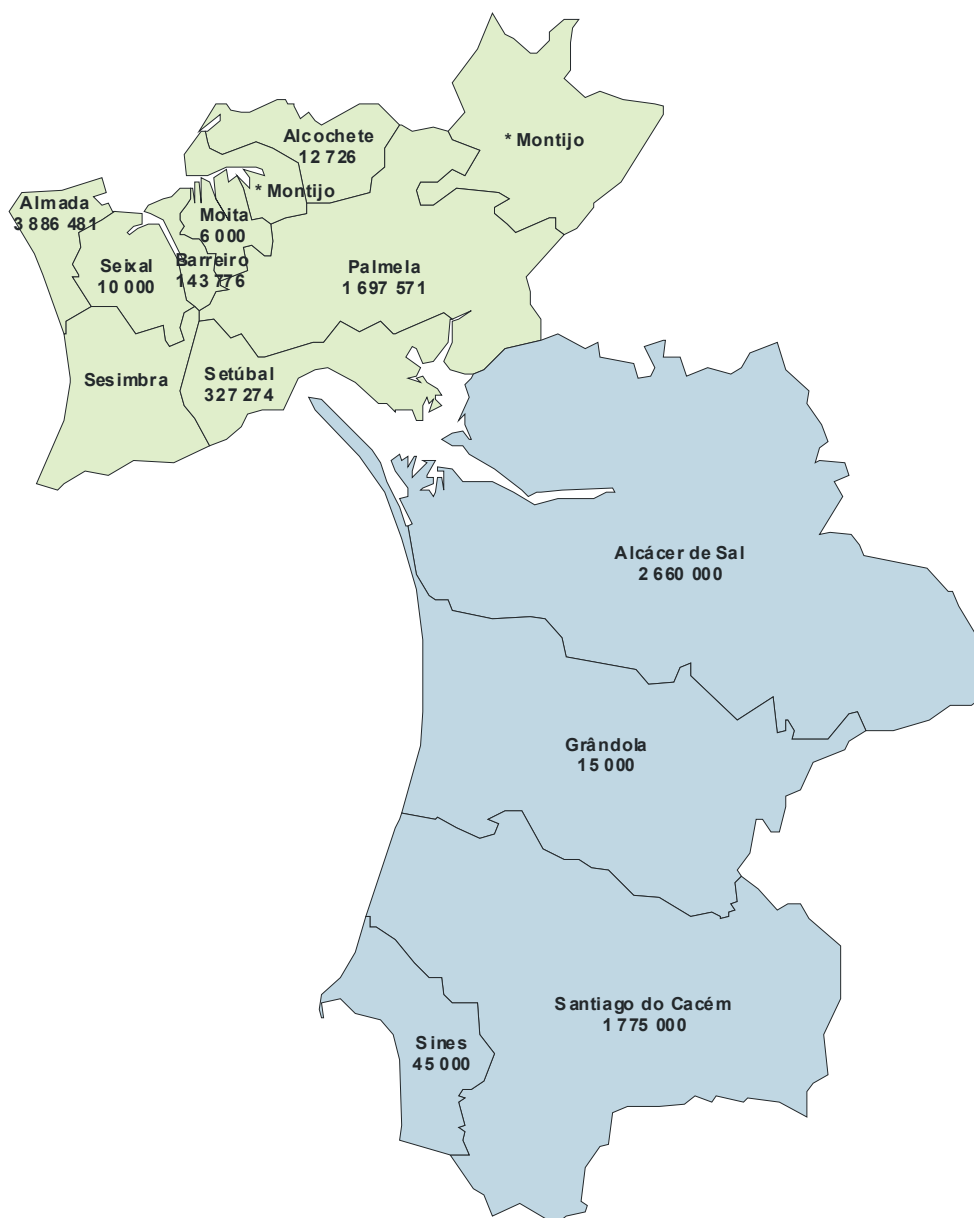 * Montijo
Alcochete
12 726
* Montijo
Almada
3 886 481
Moita
6 000
Seixal
10 000
Barreiro
143 776
Palmela
1 697 571
Sesimbra
Setúbal
327 274
Alcácer de Sal
2 660 000
Grândola
15 000
Santiago do Cacém
1 775 000
Sines
45 000